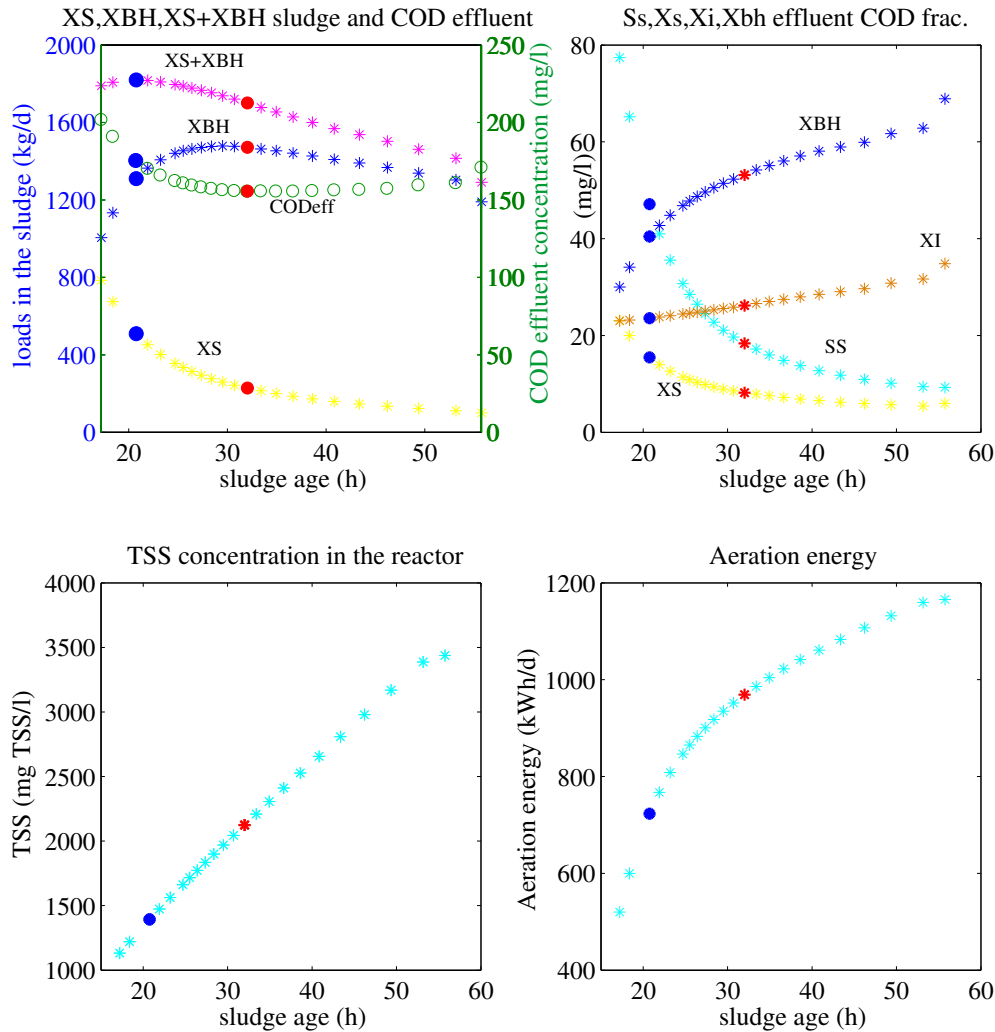 XS,XBH,XS+XBH sludge and COD effluent
2000
1600
1200
800
400
0
250
200
150
100
50
0
loads in the sludge (kg/d)
COD effluent concentration (mg/l)
XS+XBH
XBH
CODeff
XS
20 30 40 50 60
sludge age (h)
Ss,Xs,Xi,Xbh effluent COD frac.
80
60
40
20
0
(mg/l)
XBH
XI
SS
XS
10 20 30 40 50 60
sludge age (h)
TSS concentration in the reactor
4000
3500
3000
2500
2000
1500
1000
TSS (mg TSS/l)
20 30 40 50 60
sludge age (h)
Aeration energy
1200
1000
800
600
400
Aeration energy (kWh/d)
10 20 30 40 50 60
sludge age (h)